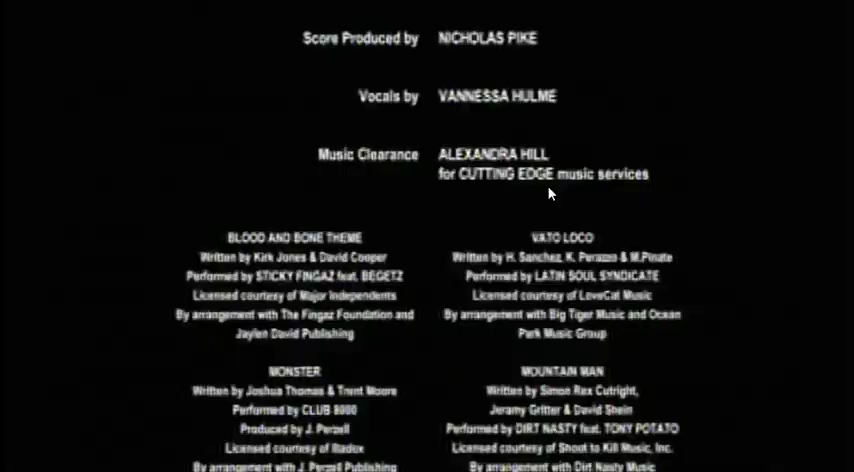 Score Produced by NICHOLAS PIKE
Vocals by VANNESSA HULME
Music Clearance ALEXANDRA HILL
for CUTTING EDGE music services
BLOOD AND BONE THEME
Written by Kirk Jones & David Cooper
Performed by STICKY FINGAZ feat. BEGETZ
Licensed courtesy of Major Independents
By arrangement with The Fingaz Foundation and
Jaylen David Publishing
VATO LOCO
Written by H. Sanchez, K. Perazzo & M.Pinate
Performed by LATIN SOUL SYNDICATE
Licensed courtesy of LoveCat Music
By arrangement with Big Tiger Music and Ocean
Park Music Group
MONSTER
Written by Joshua Thomas & Trent Moore
Performed by CLUB 8000
Produced by J. Perzell
Licensed courtesy of
By arrangement with J. Perzell Publishing
MOUNTAIN MAN
Written by Simon Rex Cutright,
Jeramy Gritter & David Shein
Performed by DIRT NASTY feat. TONY POTATO
Licensed courtesy of Shoot to Kill Music, Inc.
By arrangement with Dirt Nasty Music